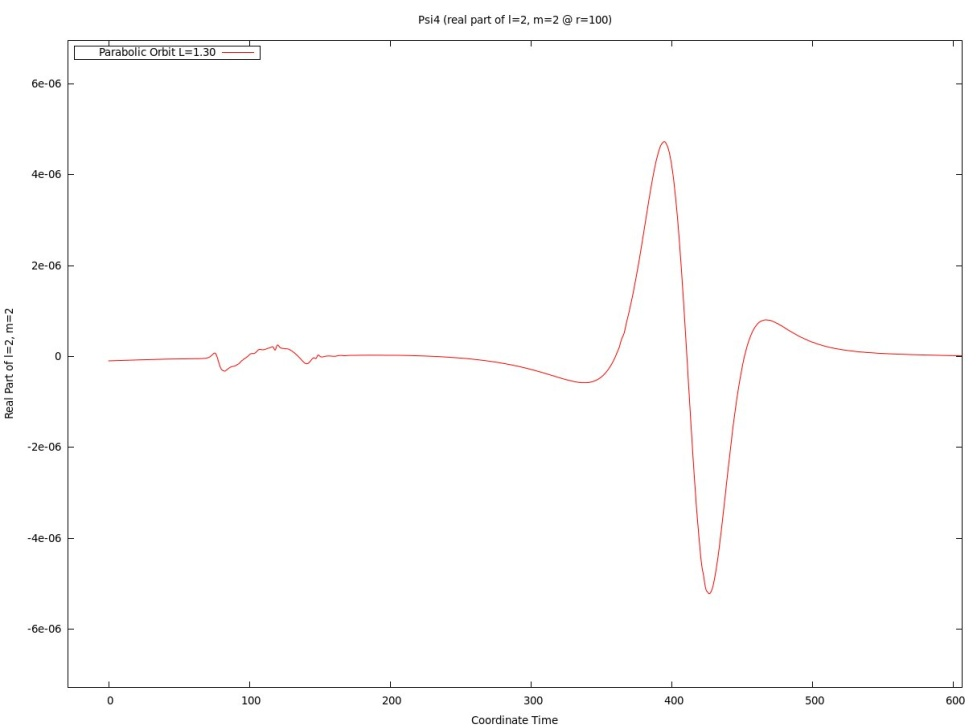 Psi4 (real part of l=2, m=2 @ r=100)
Parabolic Orbit L=1.30
6e-06
4e-06
2e-06
0
-2e-06
-4e-06
-6e-06
Real Part of l=2, m=2
0 100 200 300 400 500 600
Coordinate Time